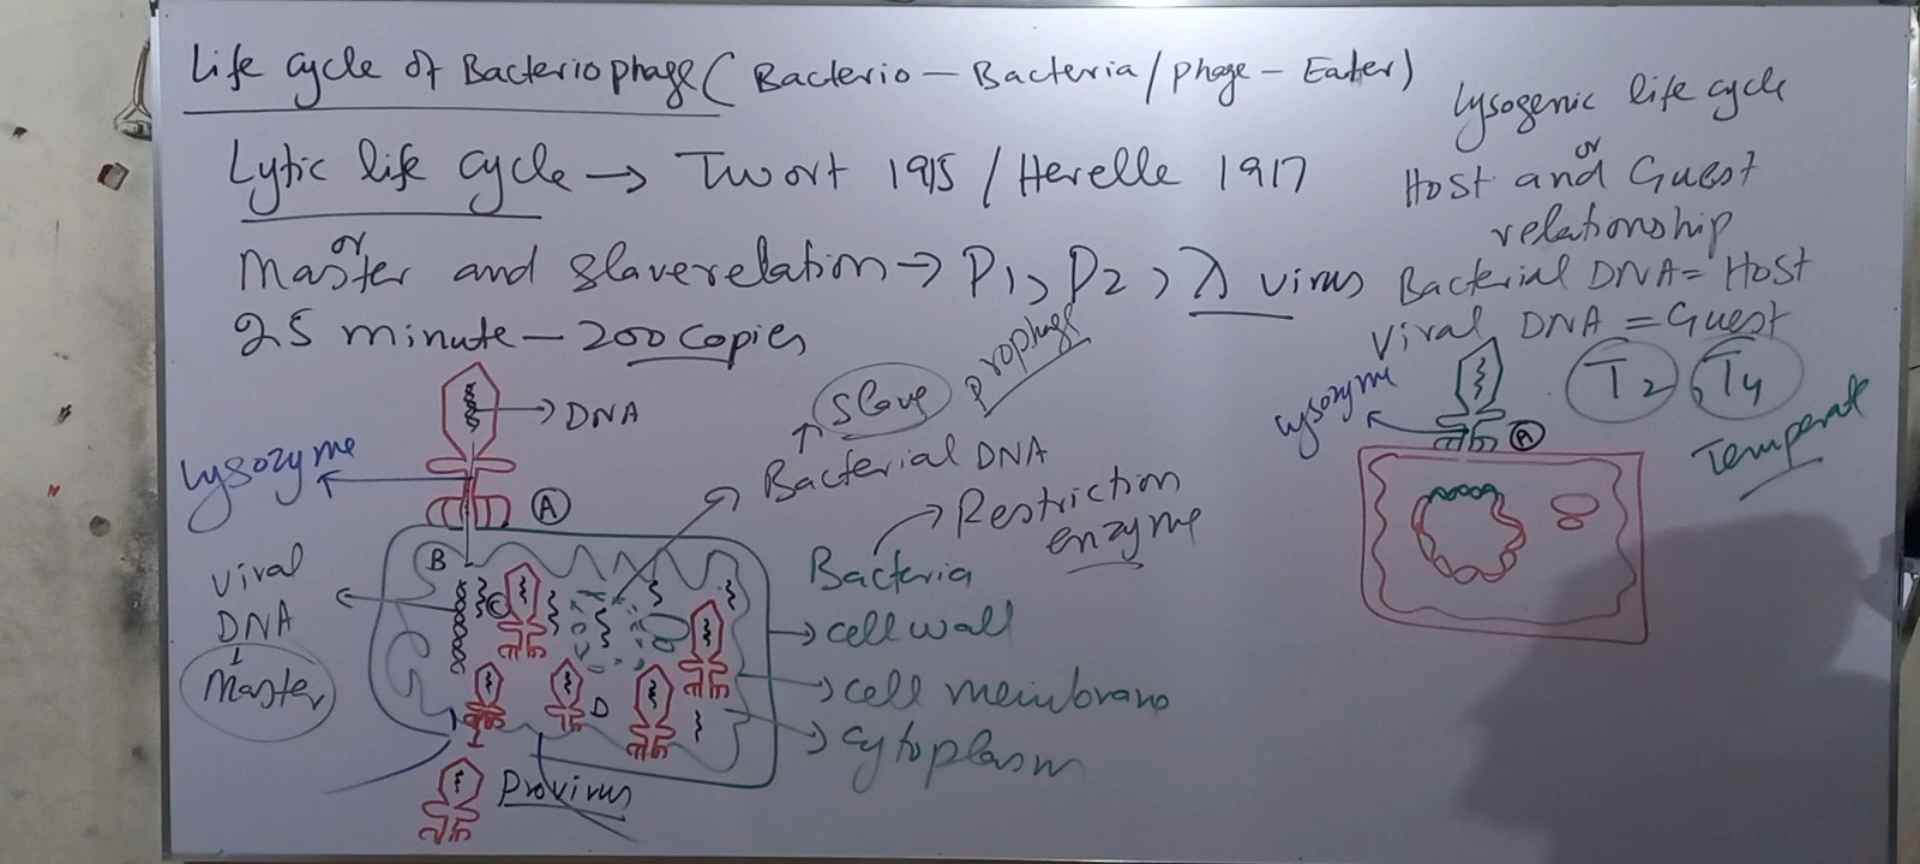 Life cycle of Bacteriophage ( Bacterio - Bacteria / phage - Eater )
Lytic life cycle → Twort 1915 / Herelle 1917
or
Master and slave relation → P1, P2, λ virus
25 minute - 200 copies
Lysogenic life cycle
or
Host and Guest
relationship
Bacterial DNA = Host
Viral DNA = Guest
T2, T4
Temperat
Lysozyme
A
DNA
Lysozyme
A
Slave
prophage
Bacterial DNA
Restriction
enzyme
Bacteria
cell wall
cell membrane
cytoplasm
Viral
DNA
Master
B
C
D
Provirus